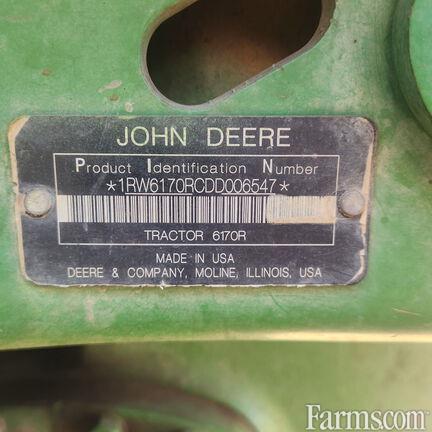 JOHN DEERE
Product Identification Number
*1RW6170RCDD006547*
TRACTOR 6170R
MADE IN USA
DEERE & COMPANY, MOLINE, ILLINOIS, USA
Farms.com